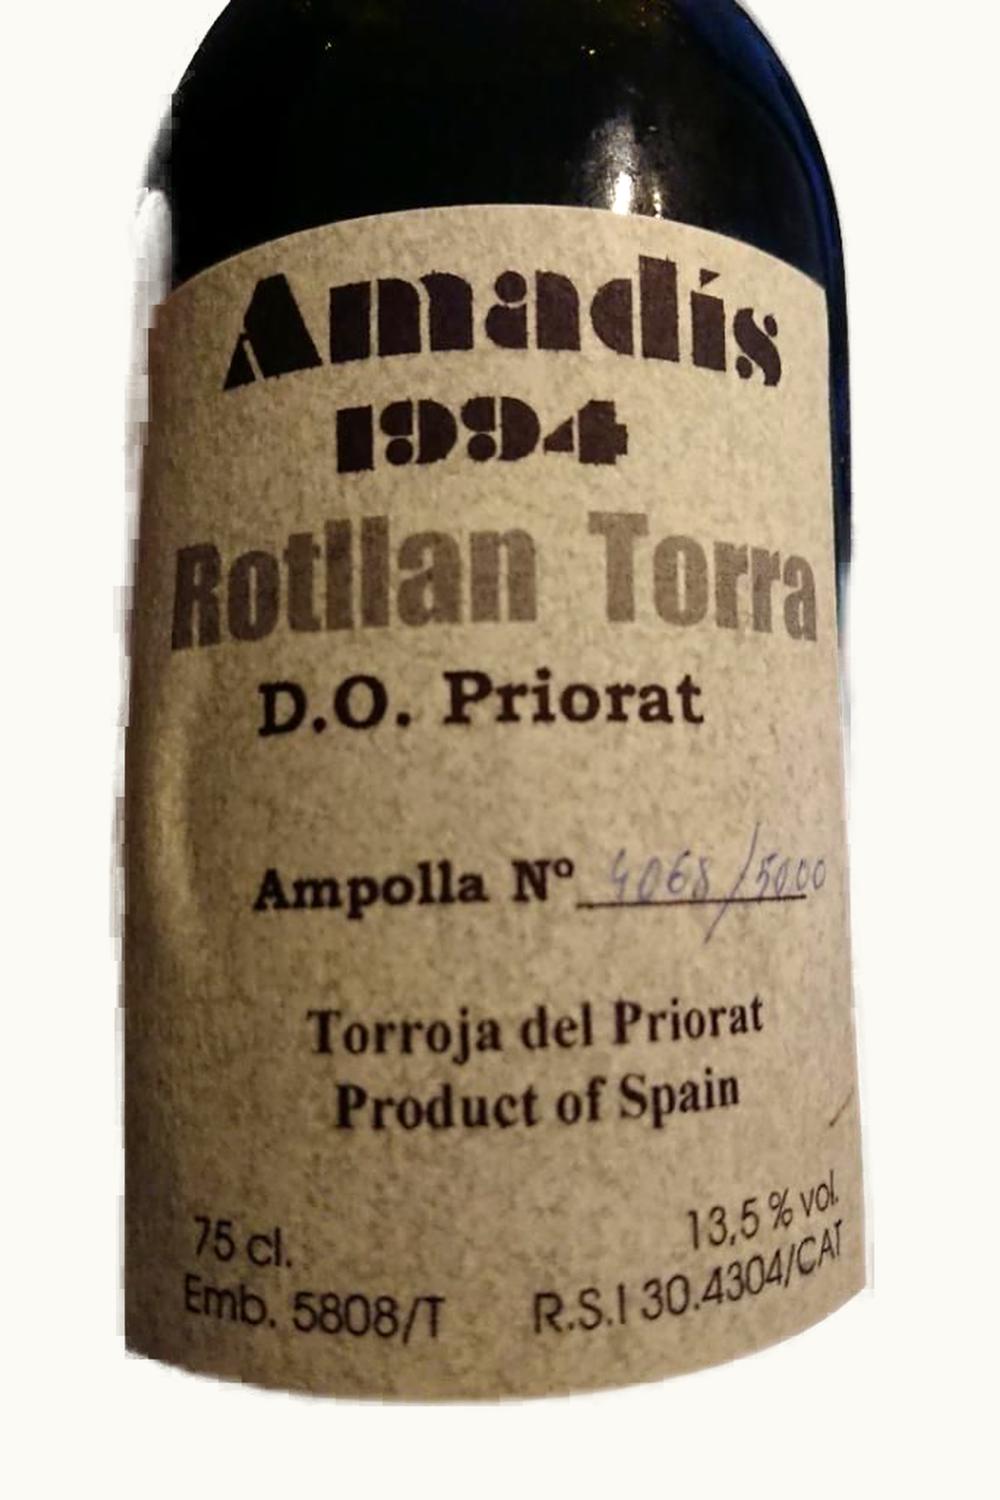 Amadís
1994
Rotllan Torra
D.O. Priorat
Ampolla Nº 4068/5000
Torroja del Priorat
Product of Spain
75 cl. 13,5 % vol.
Emb. 5808/T R.S.I 30.4304/CAT